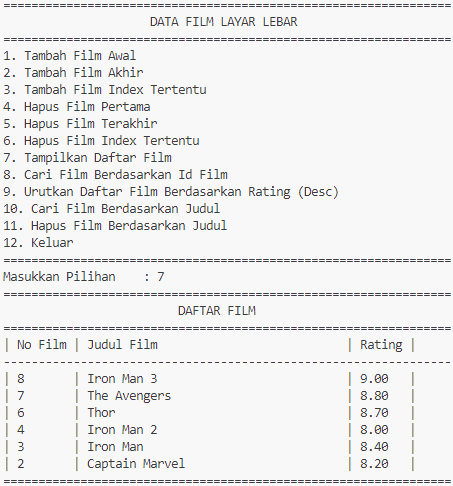 ================================================================
DATA FILM LAYAR LEBAR
================================================================
1. Tambah Film Awal
2. Tambah Film Akhir
3. Tambah Film Index Tertentu
4. Hapus Film Pertama
5. Hapus Film Terakhir
6. Hapus Film Index Tertentu
7. Tampilkan Daftar Film
8. Cari Film Berdasarkan Id Film
9. Urutkan Daftar Film Berdasarkan Rating (Desc)
10. Cari Film Berdasarkan Judul
11. Hapus Film Berdasarkan Judul
12. Keluar
================================================================
Masukkan Pilihan    : 7
================================================================
DAFTAR FILM
================================================================
| No Film | Judul Film | Rating |
----------------------------------------------------------------
| 8 | Iron Man 3 | 9.00 |
| 7 | The Avengers | 8.80 |
| 6 | Thor | 8.70 |
| 4 | Iron Man 2 | 8.00 |
| 3 | Iron Man | 8.40 |
| 2 | Captain Marvel | 8.20 |
================================================================